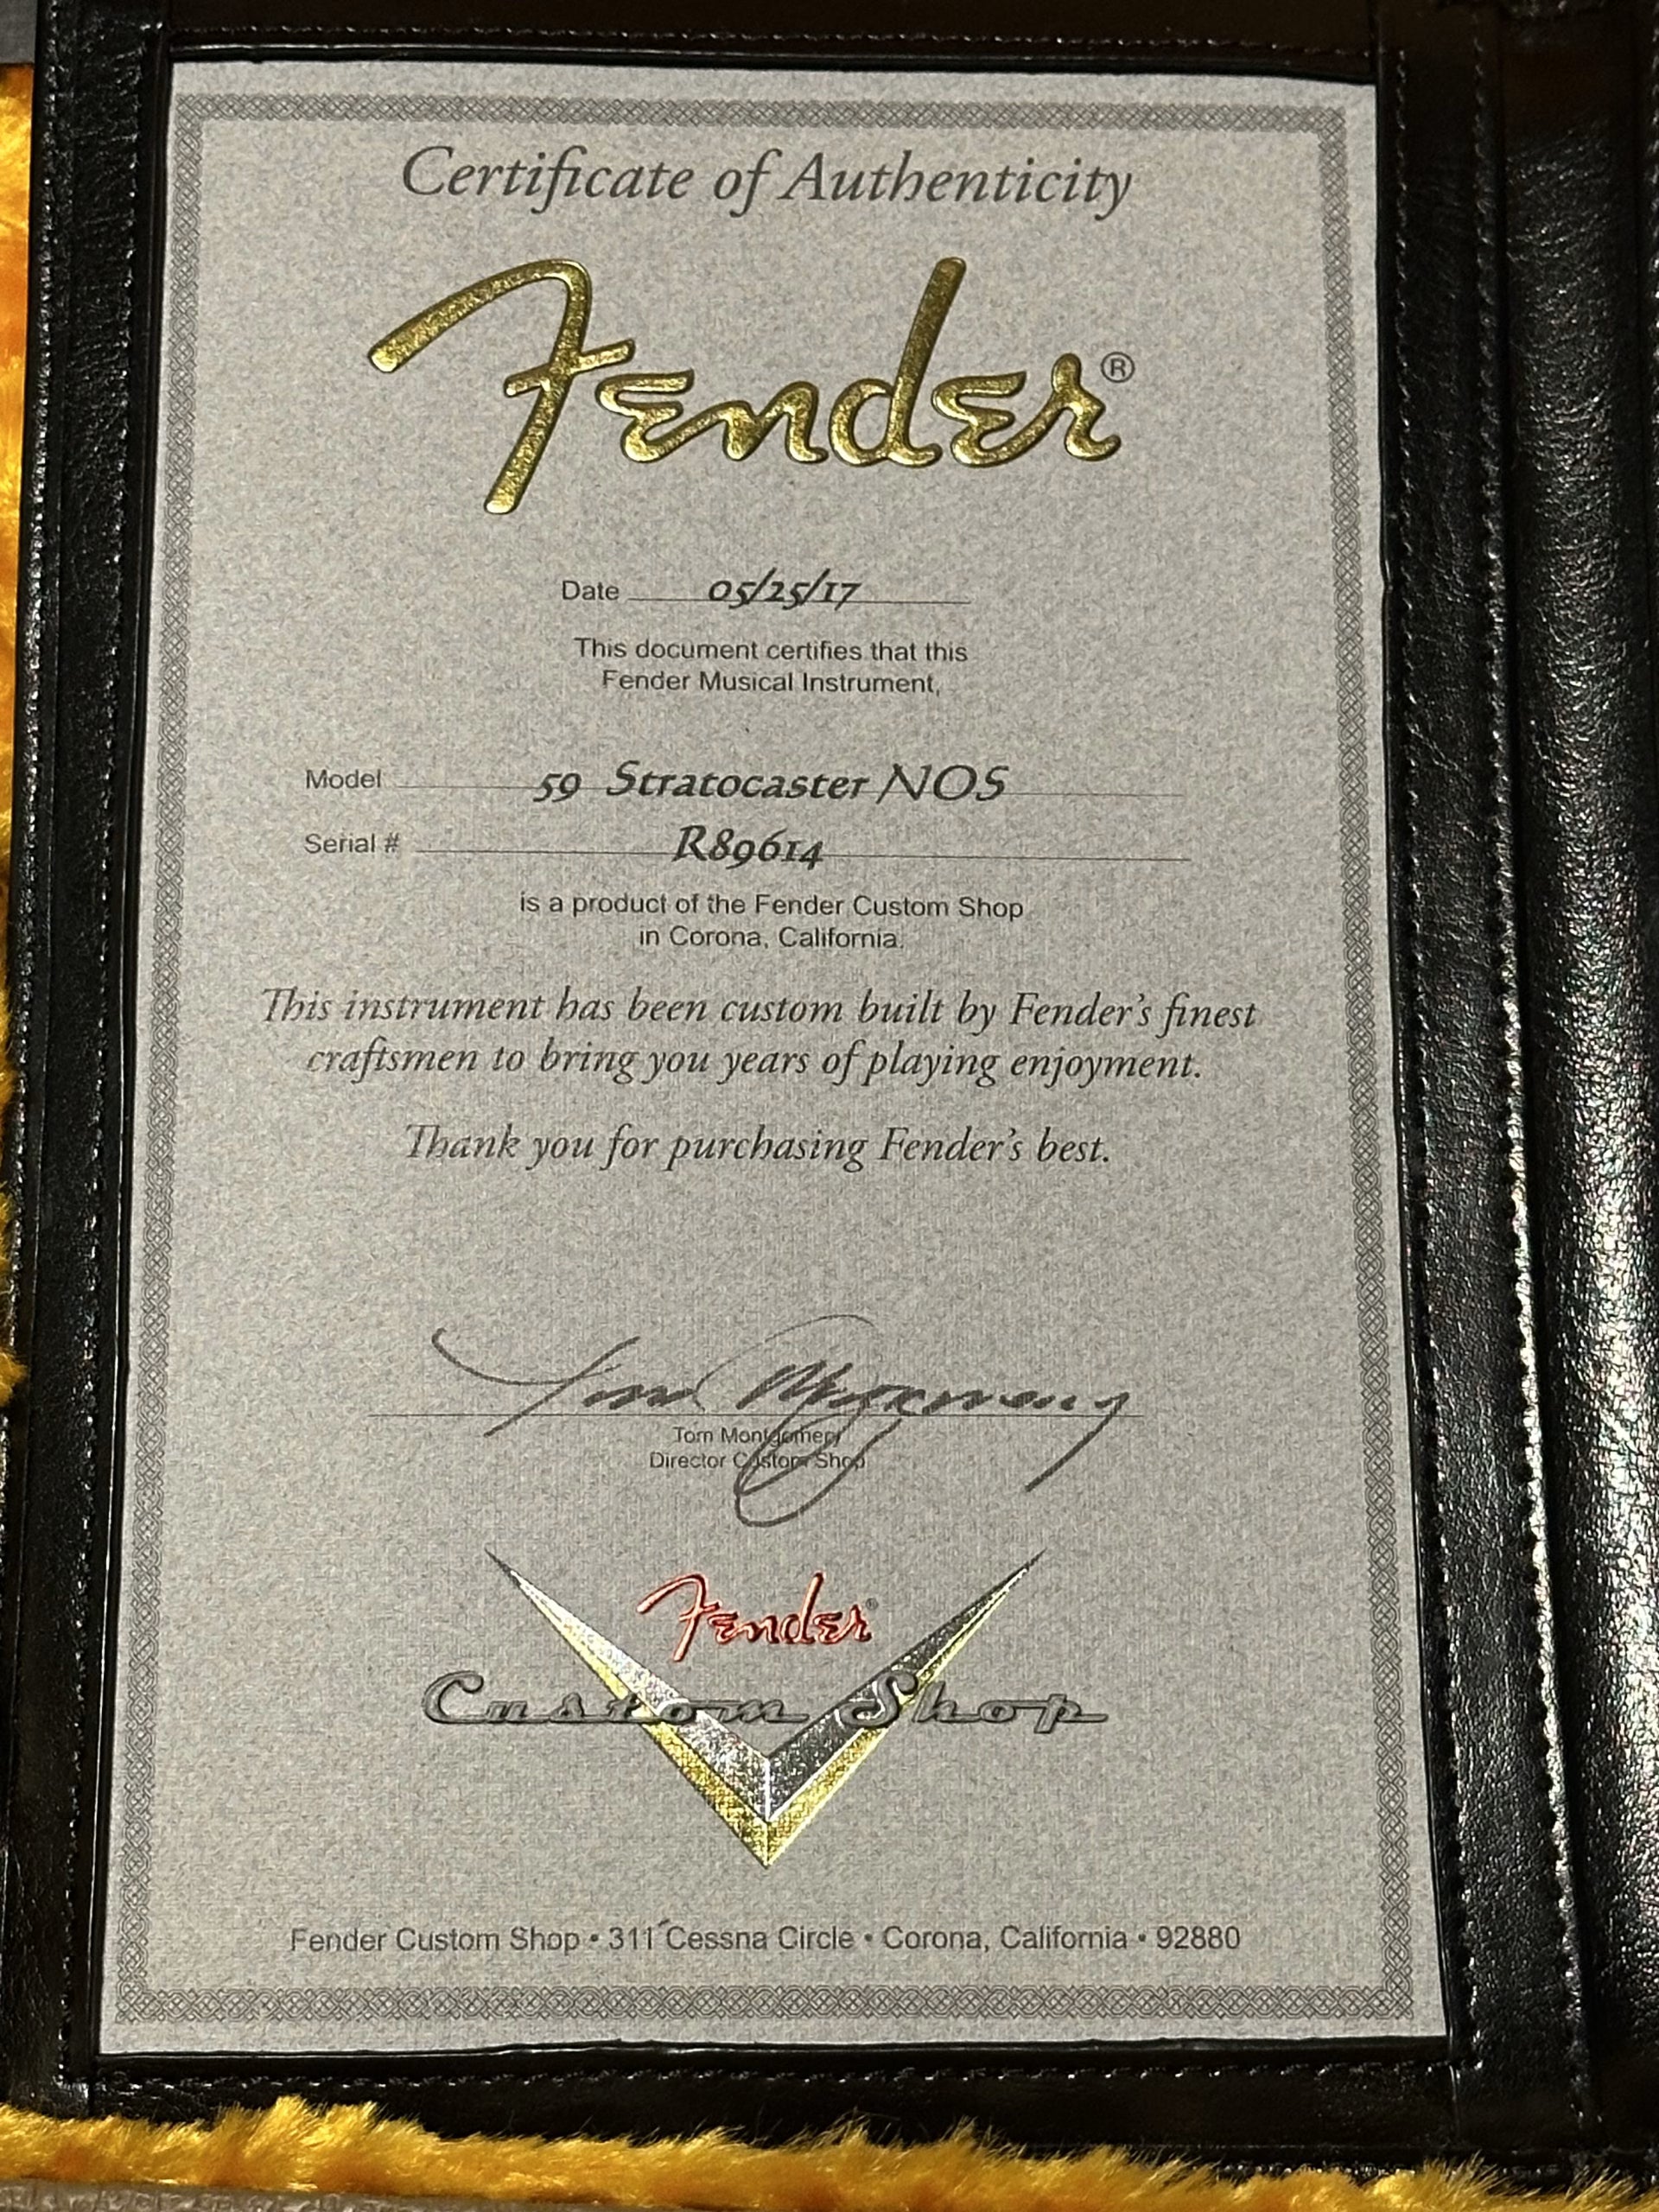 Certificate of Authenticity
Fender®
Date 05/25/17
This document certifies that this
Fender Musical Instrument,
Model 59 Stratocaster NOS
Serial # R89614
is a product of the Fender Custom Shop
in Corona, California.
This instrument has been custom built by Fender's finest
craftsmen to bring you years of playing enjoyment.
Thank you for purchasing Fender's best.
Tom Montgomery
Tom Montgomery
Director Custom Shop
Fender®
Custom Shop
Fender Custom Shop • 311 Cessna Circle • Corona, California • 92880